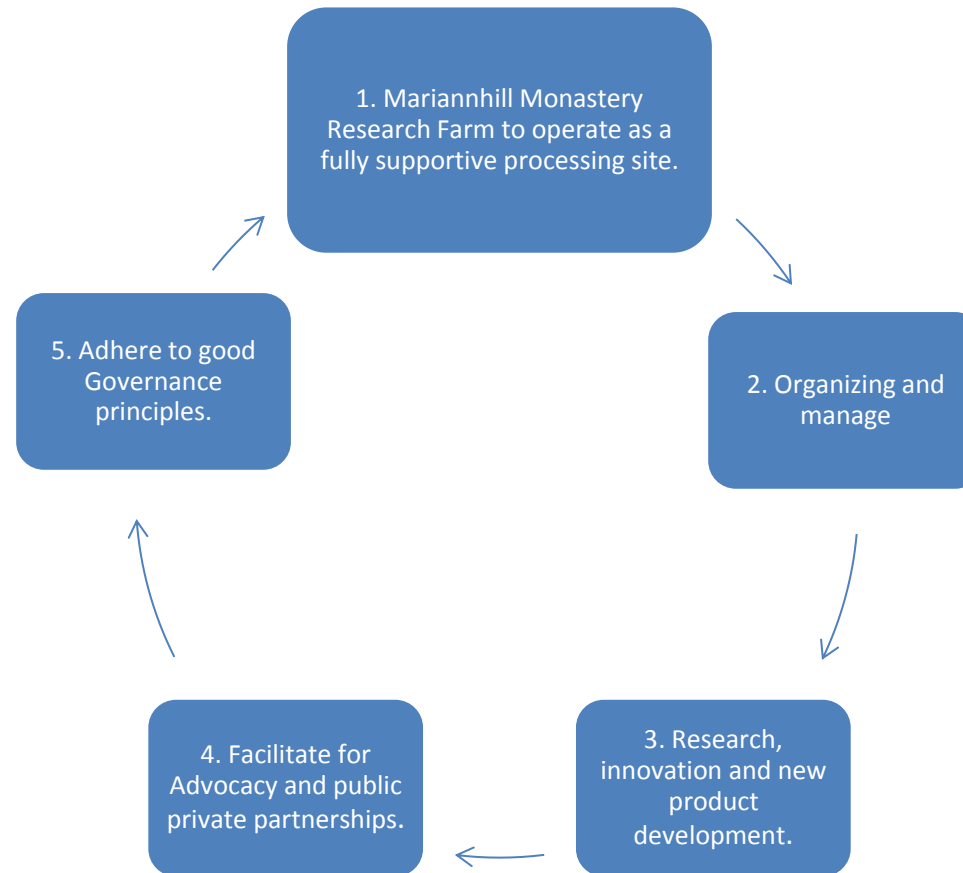 1. Mariannhill Monastery
Research Farm to operate as a
fully supportive processing site.
2. Organizing and
manage
3. Research,
innovation and new
product
development.
4. Facilitate for
Advocacy and public
private partnerships.
5. Adhere to good
Governance
principles.